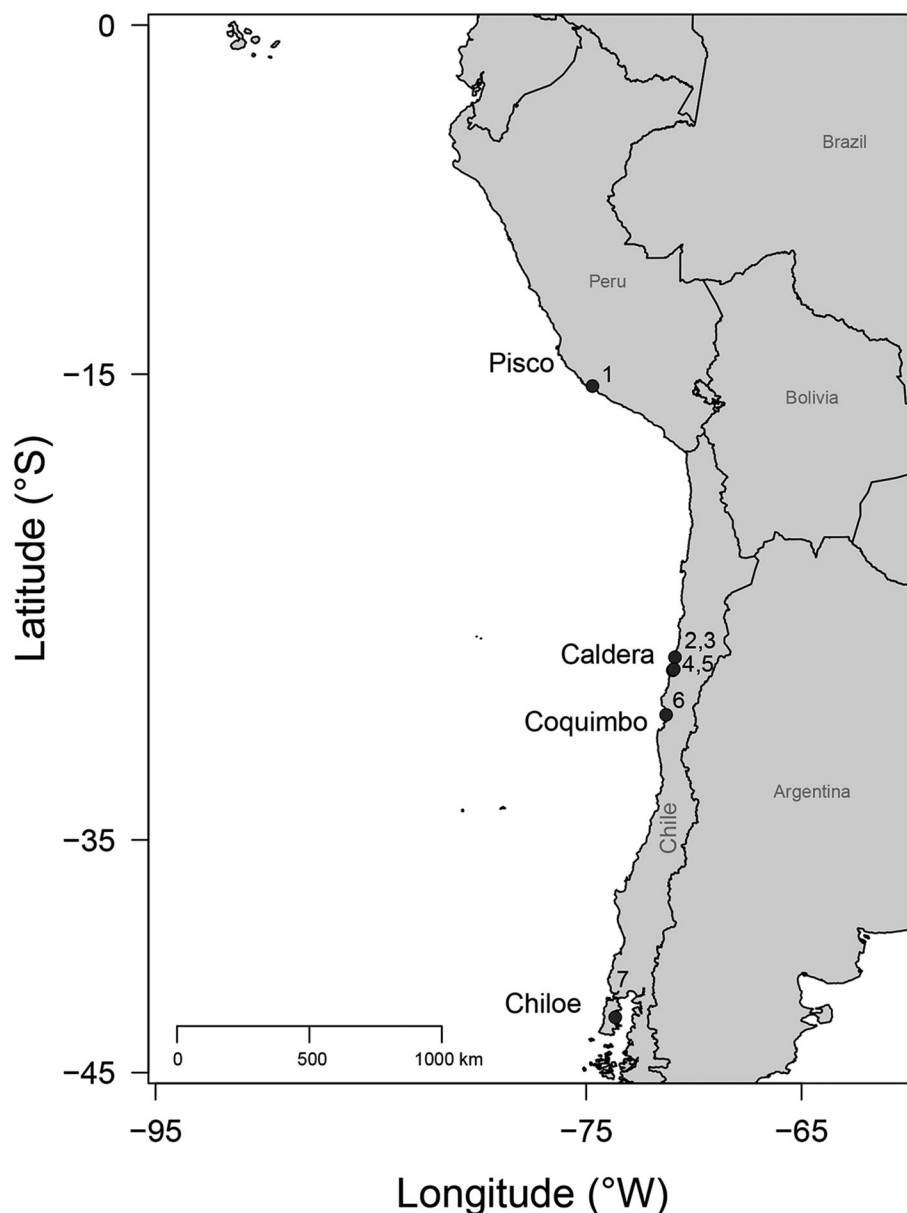 0
Brazil
Peru
Pisco
1
−15
Bolivia
Latitude (°S)
2,3
Caldera
4,5
6
Coquimbo
Argentina
Chile
−35
7
Chiloe
0
500
1000 km
−45
−95
−75
−65
Longitude (°W)